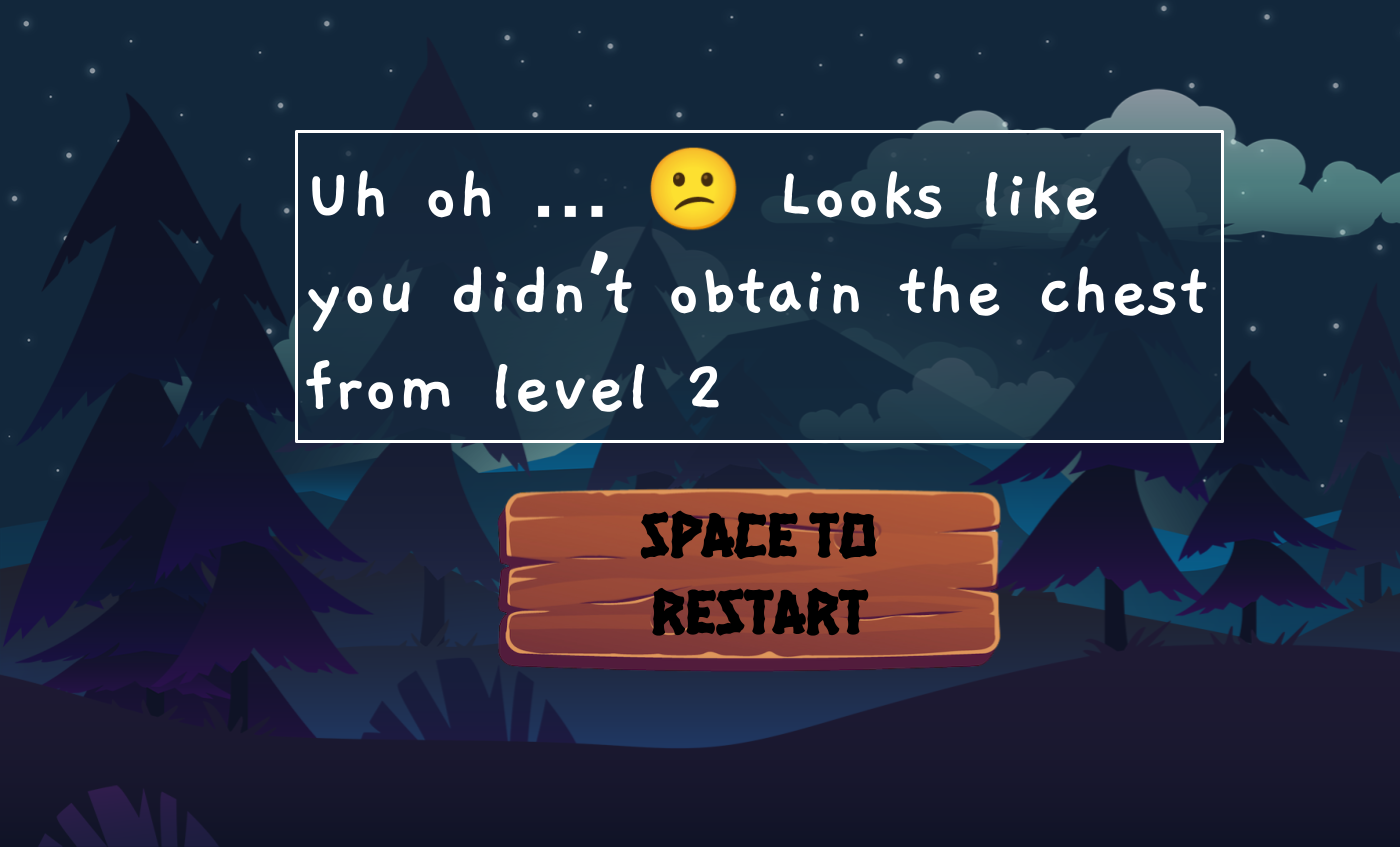 Uh oh ... 😕 Looks like
you didn't obtain the chest
from level 2
SPACE TO
RESTART